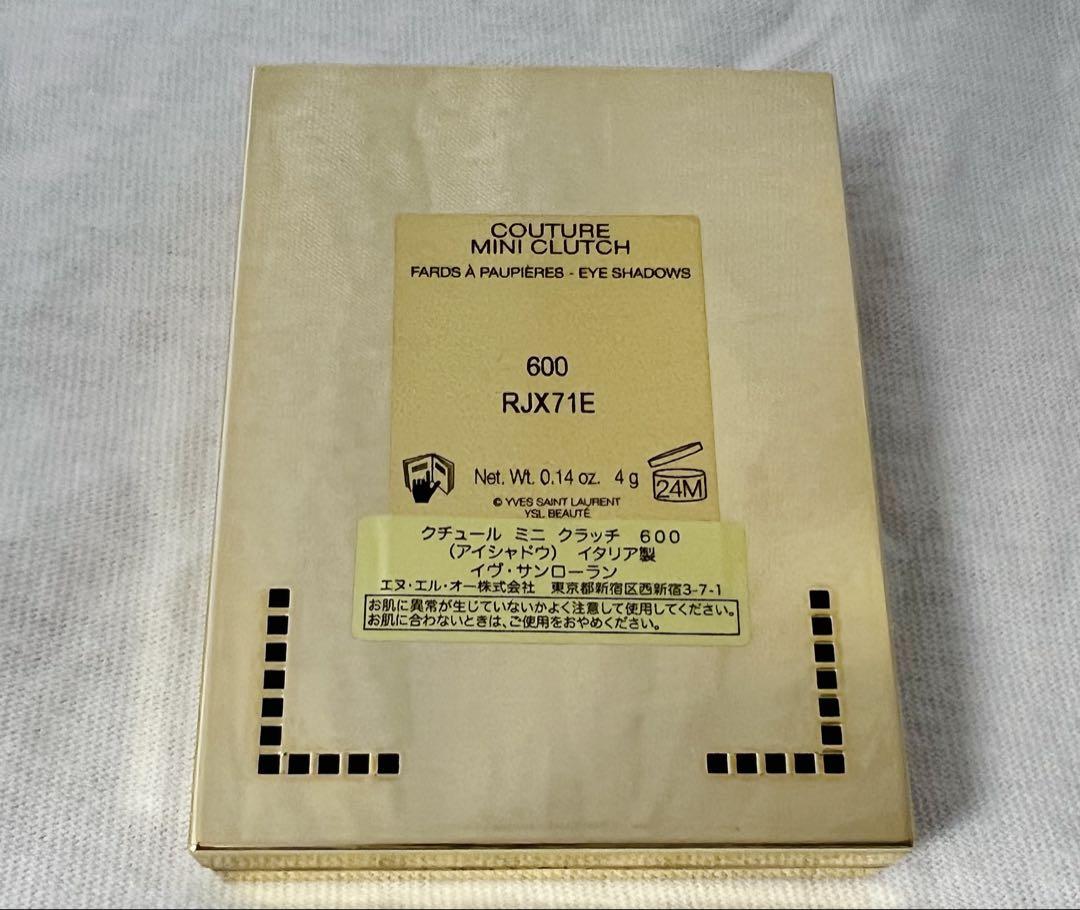 COUTURE
MINI CLUTCH
FARDS À PAUPIÈRES - EYE SHADOWS
600
RJX71E
Net. Wt. 0.14 oz. 4 g
24M
© YVES SAINT LAURENT
YSL BEAUTÉ
クチュール ミニ クラッチ 600
(アイシャドウ) イタリア製
イヴ・サンローラン
エヌ・エル・オー株式会社 東京都新宿区西新宿3-7-1
お肌に異常が生じていないかよく注意して使用してください。
お肌に合わないときは、ご使用をおやめください。